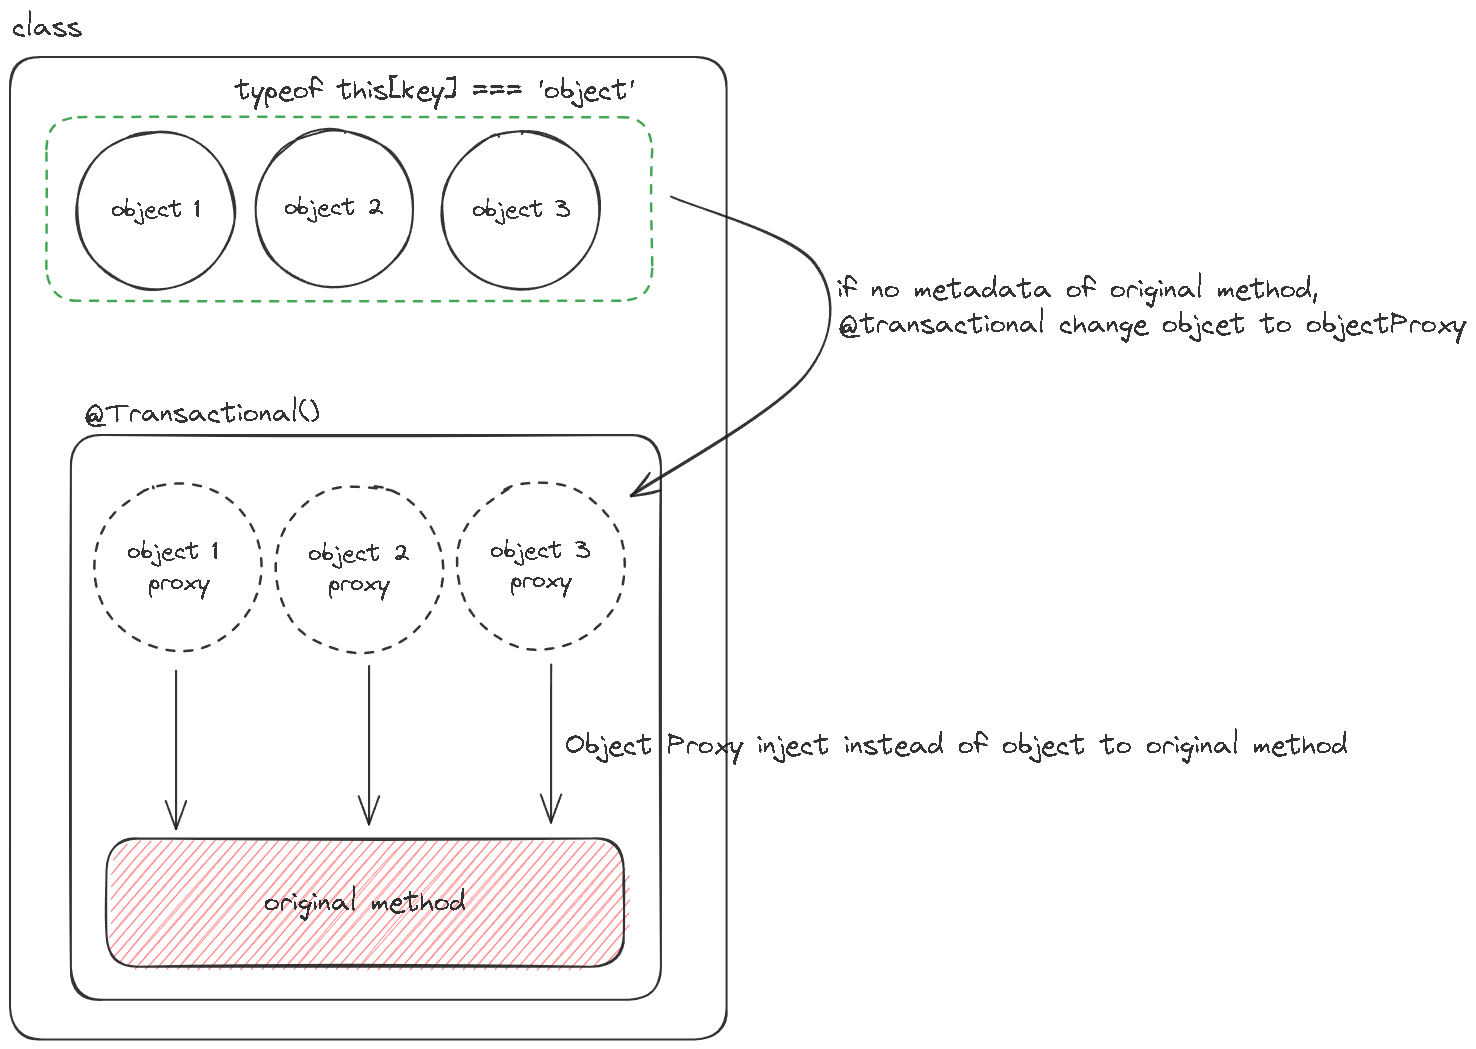 class
typeof this[key] === 'object'
object 1
object 2
object 3
if no metadata of original method,
@transactional change objcet to objectProxy
@Transactional()
object 1
proxy
object 2
proxy
object 3
proxy
Object Proxy inject instead of object to original method
original method